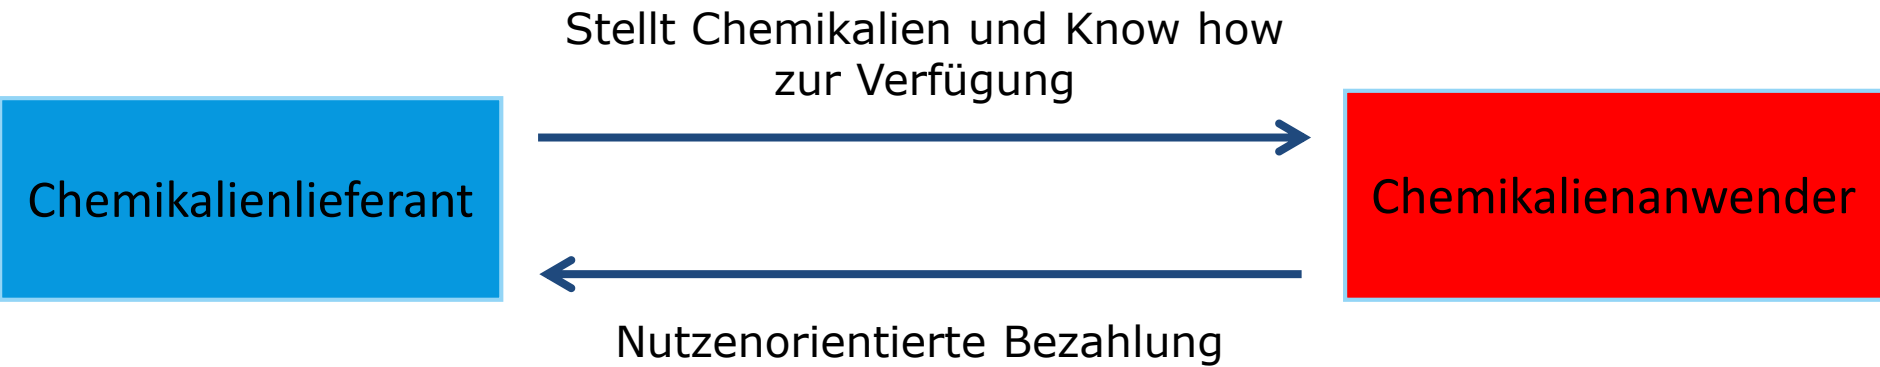 Stellt Chemikalien und Know how
zur Verfügung
Chemikalienlieferant
Chemikalienanwender
Nutzenorientierte Bezahlung